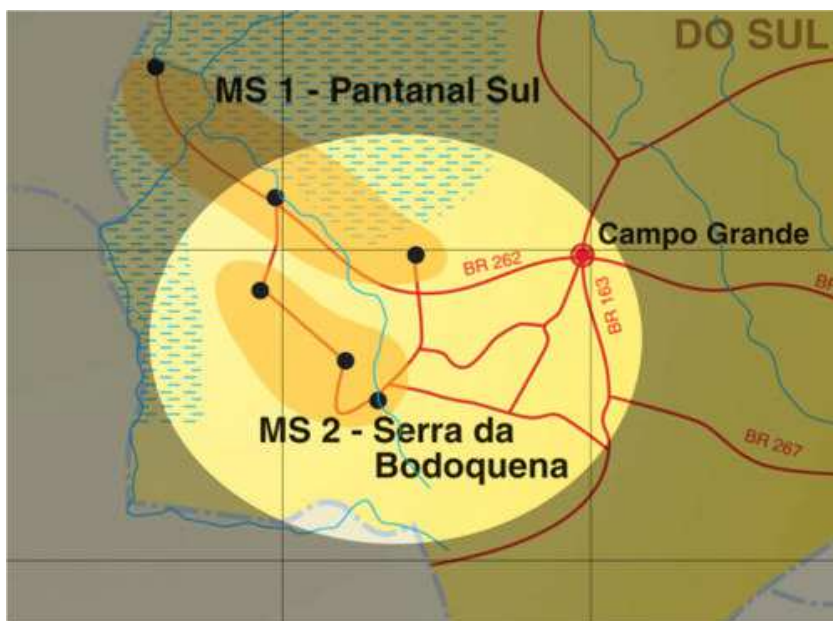 DO SUL
MS 1 - Pantanal Sul
Campo Grande
BR 262
BR
BR 163
MS 2 - Serra da
Bodoquena
BR 267